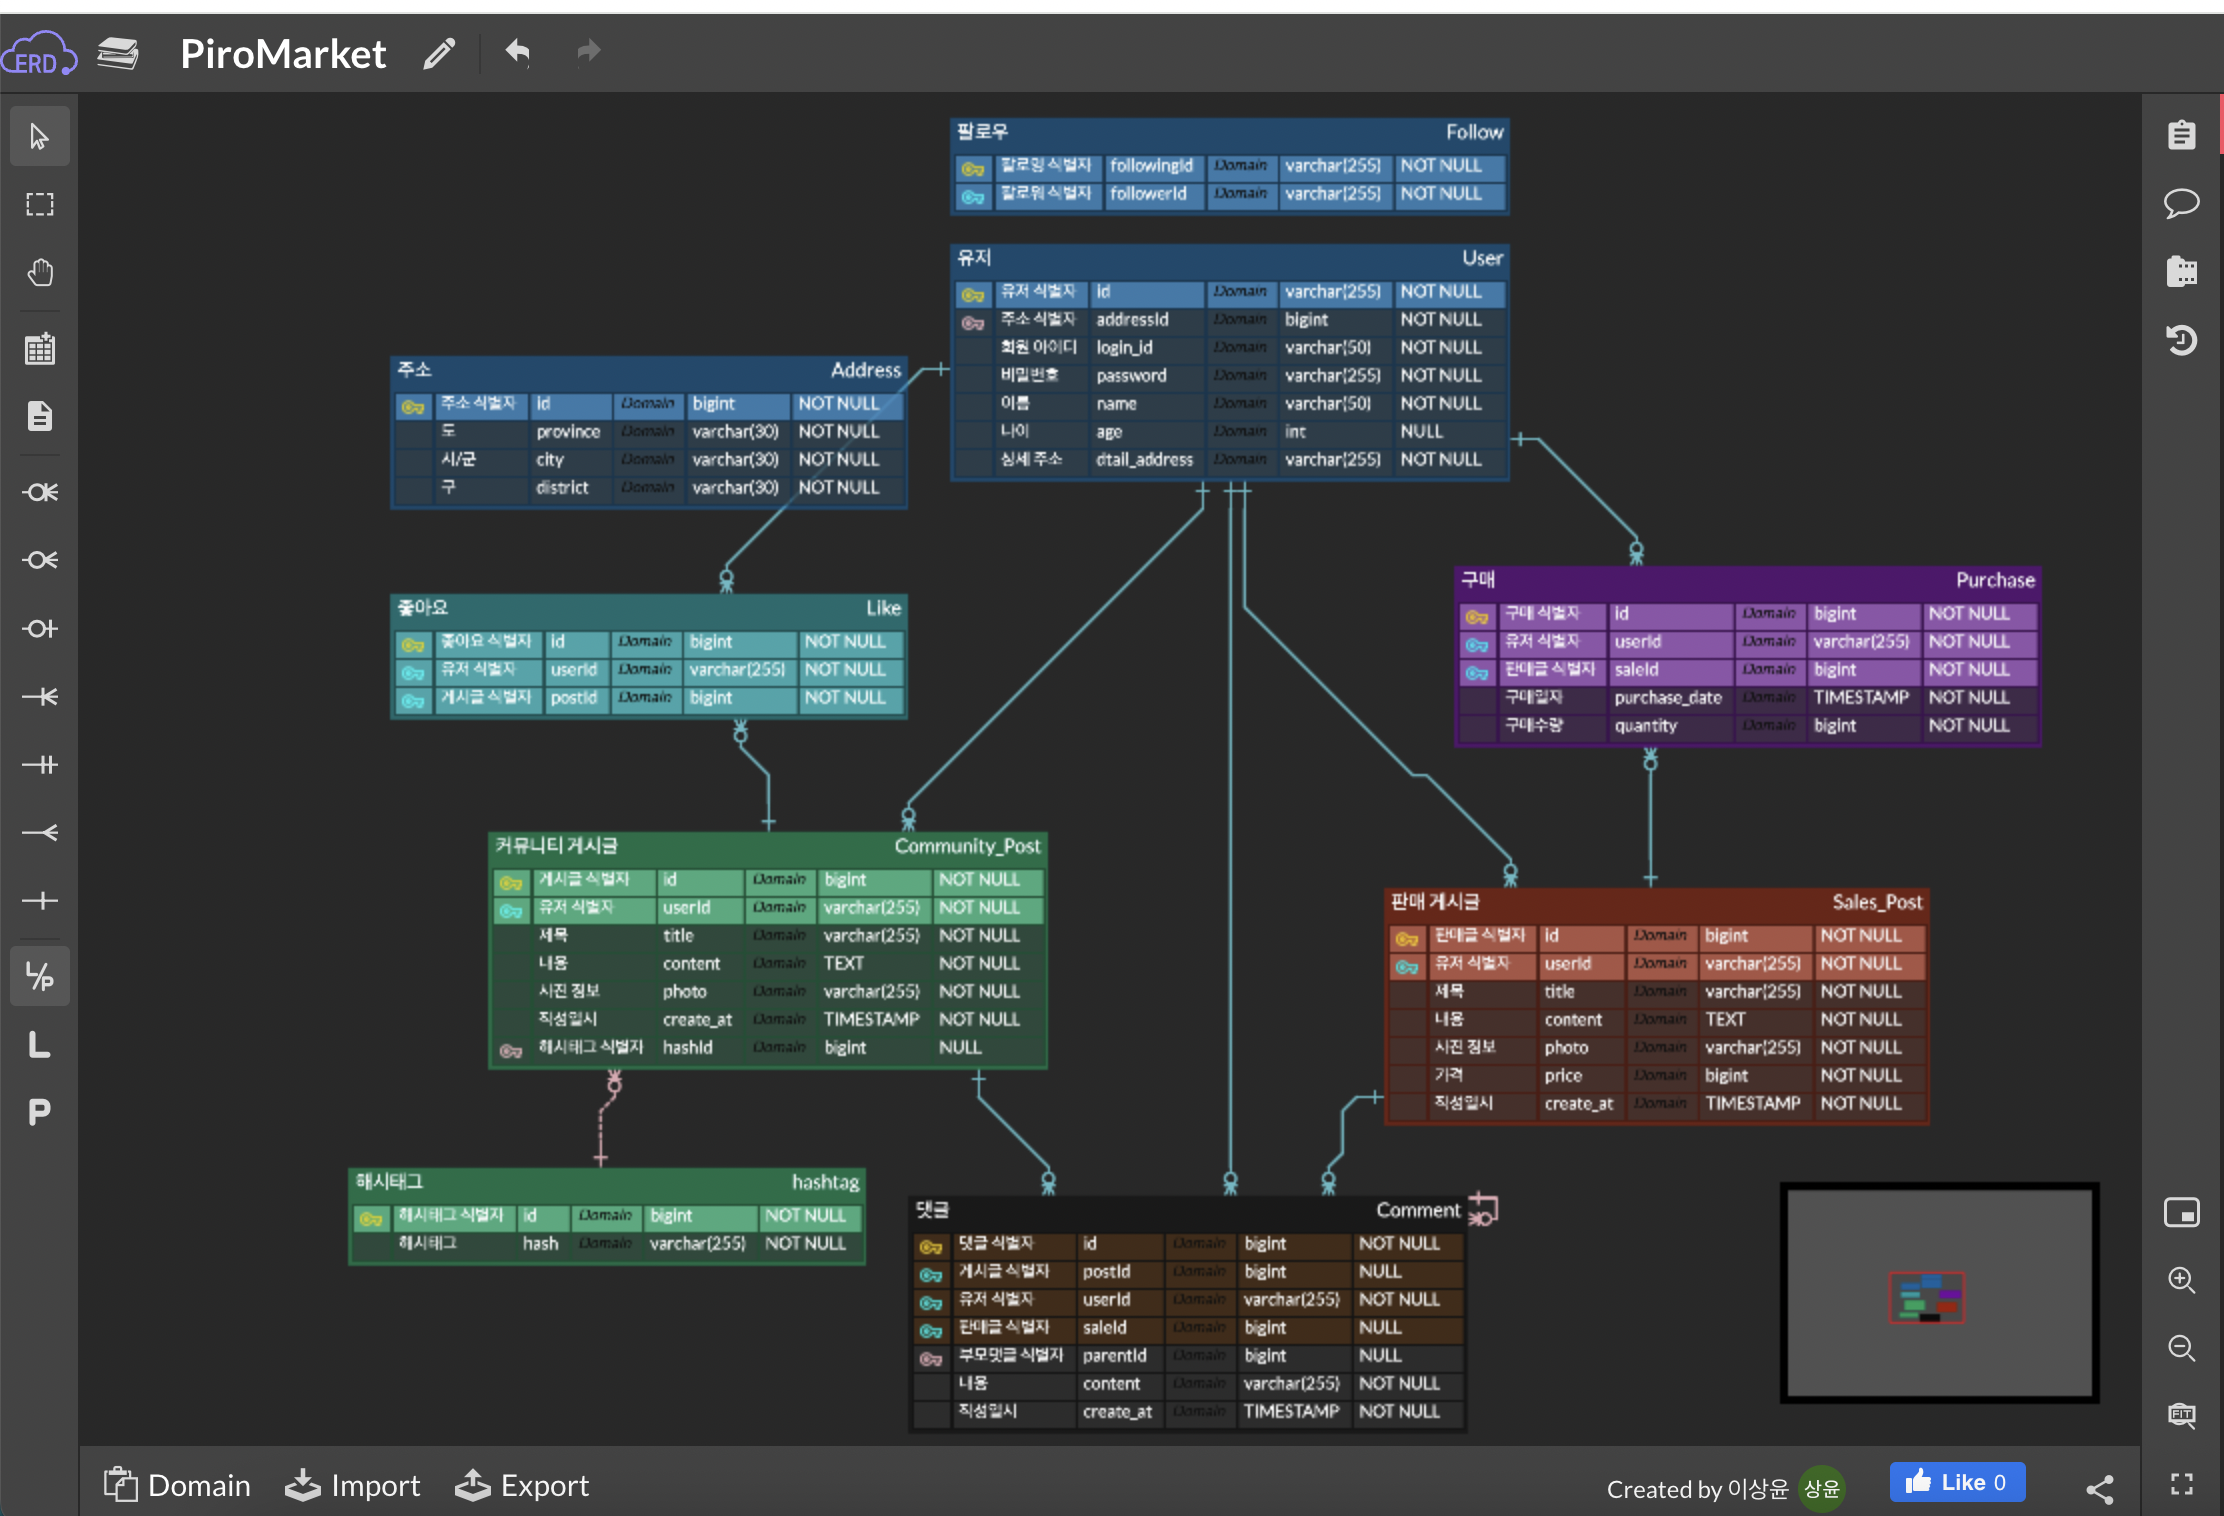 ERD
PiroMarket
팔로우 Follow
팔로잉 식별자 followingId Domain varchar(255) NOT NULL
팔로워 식별자 followerId Domain varchar(255) NOT NULL
유저 User
유저 식별자 id Domain varchar(255) NOT NULL
주소 식별자 addressId Domain bigint NOT NULL
회원 아이디 login_id Domain varchar(50) NOT NULL
비밀번호 password Domain varchar(255) NOT NULL
이름 name Domain varchar(50) NOT NULL
나이 age Domain int NULL
상세 주소 dtail_address Domain varchar(255) NOT NULL
주소 Address
주소 식별자 id Domain bigint NOT NULL
도 province Domain varchar(30) NOT NULL
시/군 city Domain varchar(30) NOT NULL
구 district Domain varchar(30) NOT NULL
좋아요 Like
좋아요 식별자 id Domain bigint NOT NULL
유저 식별자 userId Domain varchar(255) NOT NULL
게시글 식별자 postId Domain bigint NOT NULL
구매 Purchase
구매 식별자 id Domain bigint NOT NULL
유저 식별자 userId Domain varchar(255) NOT NULL
판매글 식별자 saleId Domain bigint NOT NULL
구매일자 purchase_date Domain TIMESTAMP NOT NULL
구매수량 quantity Domain bigint NOT NULL
커뮤니티 게시글 Community_Post
게시글 식별자 id Domain bigint NOT NULL
유저 식별자 userId Domain varchar(255) NOT NULL
제목 title Domain varchar(255) NOT NULL
내용 content Domain TEXT NOT NULL
사진 정보 photo Domain varchar(255) NOT NULL
작성일시 create_at Domain TIMESTAMP NOT NULL
해시태그 식별자 hashId Domain bigint NULL
판매 게시글 Sales_Post
판매글 식별자 id Domain bigint NOT NULL
유저 식별자 userId Domain varchar(255) NOT NULL
제목 title Domain varchar(255) NOT NULL
내용 content Domain TEXT NOT NULL
사진 정보 photo Domain varchar(255) NOT NULL
가격 price Domain bigint NOT NULL
작성일시 create_at Domain TIMESTAMP NOT NULL
해시태그 hashtag
해시태그 식별자 id Domain bigint NOT NULL
해시태그 hash Domain varchar(255) NOT NULL
댓글 Comment
댓글 식별자 id Domain bigint NOT NULL
게시글 식별자 postId Domain bigint NULL
유저 식별자 userId Domain varchar(255) NOT NULL
판매글 식별자 saleId Domain bigint NULL
부모댓글 식별자 parentId Domain bigint NULL
내용 content Domain varchar(255) NOT NULL
작성일시 create_at Domain TIMESTAMP NOT NULL
L/P
L
P
FIT
Domain Import Export
Created by 이상윤 상윤 Like 0